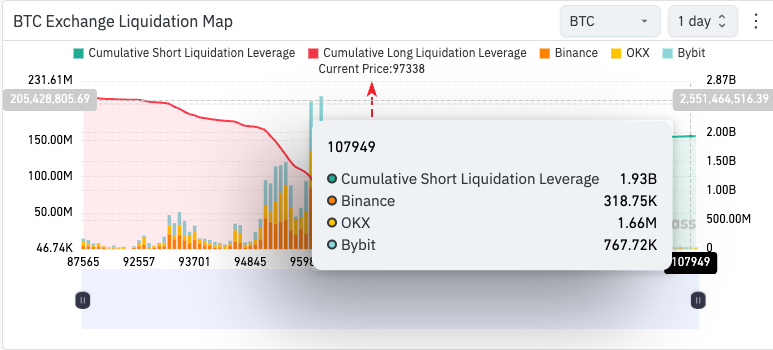 BTC Exchange Liquidation Map
BTC
1 day
Cumulative Short Liquidation Leverage
Cumulative Long Liquidation Leverage
Binance
OKX
Bybit
Current Price:97338
231.61M
2.87B
205,428,805.69
2,551,464,516.39
150.00M
2.00B
1.50B
100.00M
1.00B
50.00M
500.00M
46.74K
0
107949
Cumulative Short Liquidation Leverage 1.93B
Binance 318.75K
OKX 1.66M
Bybit 767.72K
87565
92557
93701
94845
107949